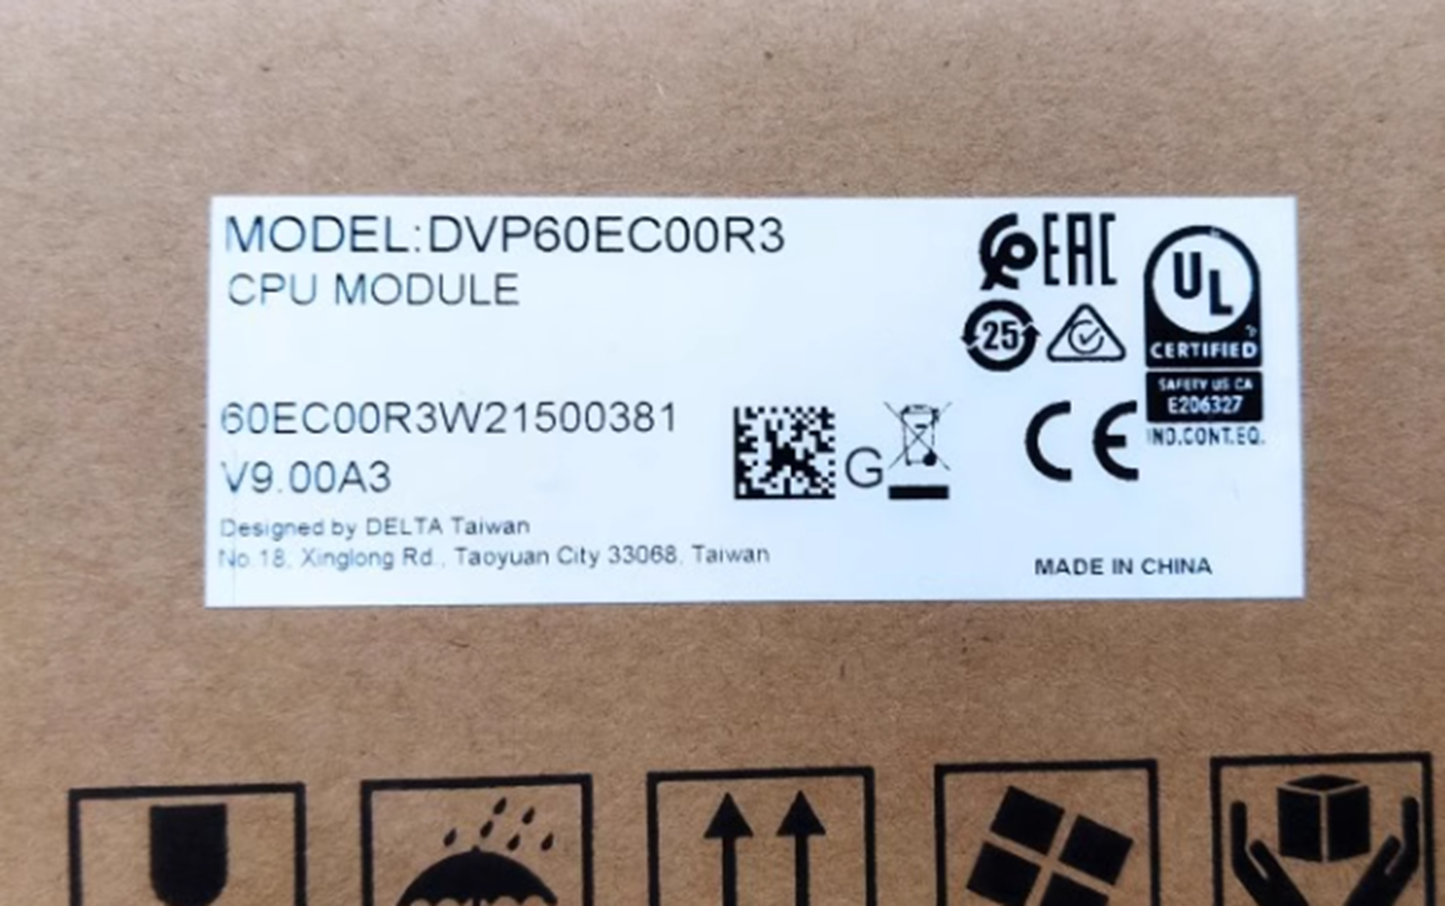 MODEL:DVP60EC00R3
CPU MODULE
60EC00R3W21500381
V9.00A3
Designed by DELTA Taiwan
No.18, Xinglong Rd., Taoyuan City 33068, Taiwan
EAC
25
UL
CERTIFIED
SAFETY US CA
E206327
IND.CONT.EQ.
G
CE
MADE IN CHINA